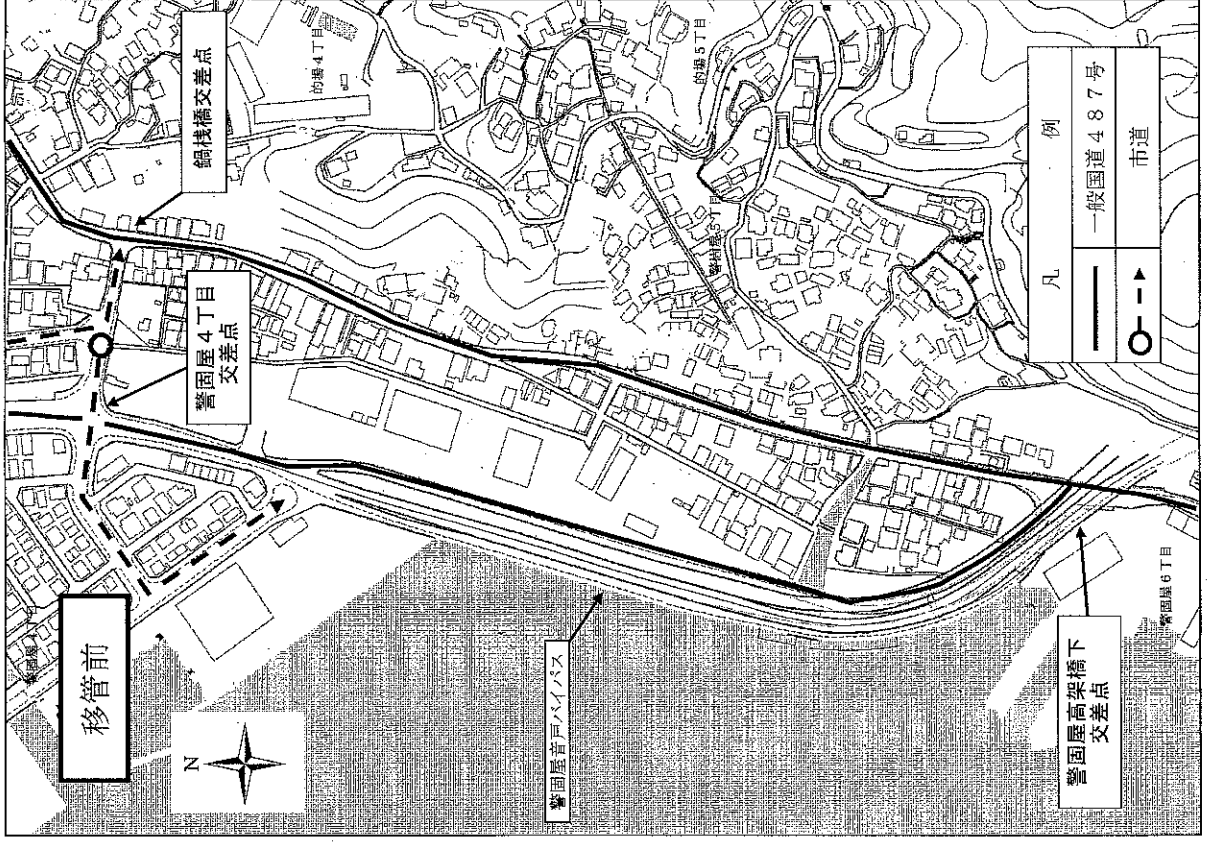 移管前
N
鍋桟橋交差点
警固屋4丁目
交差点
的場4丁目
的場5丁目
警固屋5丁目
警固屋音戸バイパス
警固屋高架橋下
交差点
警固屋6丁目
凡例
一般国道487号
市道